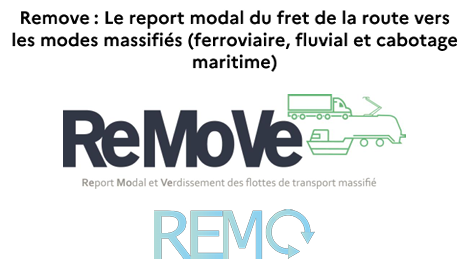 Remove : Le report modal du fret de la route vers
les modes massifiés (ferroviaire, fluvial et cabotage
maritime)
ReMoVe
Report Modal et Verdissement des flottes de transport massifié
REMO